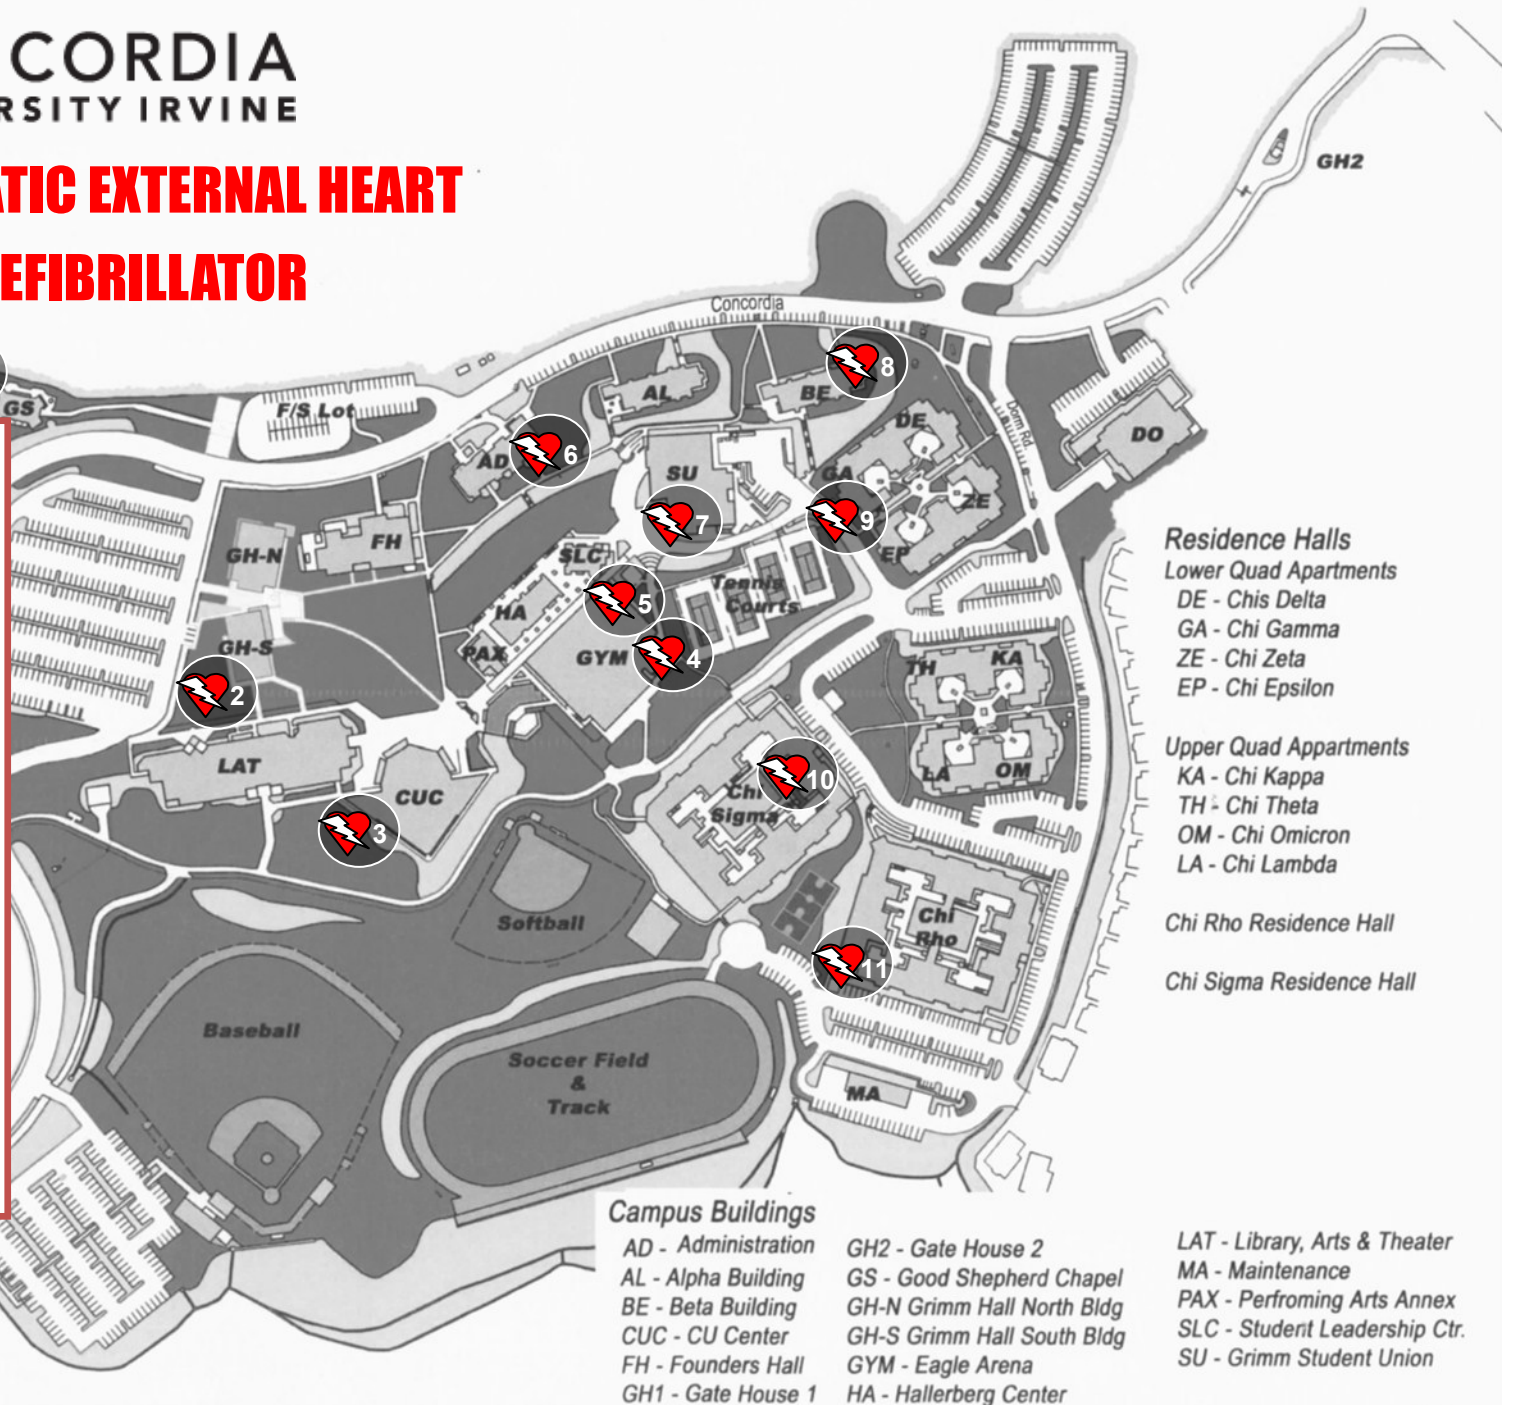 CORDIA
RSITY IRVINE
ATIC EXTERNAL HEART
EFIBRILLATOR
GH2
Concordia
8
GS
F/S Lot
AL
BE
DE
Dorm Rd.
DO
AD
6
SU
GA
ZE
7
9
GH-N
FH
SLC
EP
Tennis
Courts
HA
5
GH-S
PAX
GYM
4
TH
KA
2
LAT
CUC
3
10
Chi
Sigma
LA
OM
Softball
Chi
Rho
11
Baseball
Soccer Field
&
Track
MA
Residence Halls
Lower Quad Apartments
DE - Chis Delta
GA - Chi Gamma
ZE - Chi Zeta
EP - Chi Epsilon
Upper Quad Appartments
KA - Chi Kappa
TH - Chi Theta
OM - Chi Omicron
LA - Chi Lambda
Chi Rho Residence Hall
Chi Sigma Residence Hall
Campus Buildings
AD - Administration
AL - Alpha Building
BE - Beta Building
CUC - CU Center
FH - Founders Hall
GH1 - Gate House 1
GH2 - Gate House 2
GS - Good Shepherd Chapel
GH-N Grimm Hall North Bldg
GH-S Grimm Hall South Bldg
GYM - Eagle Arena
HA - Hallerberg Center
LAT - Library, Arts & Theater
MA - Maintenance
PAX - Perfroming Arts Annex
SLC - Student Leadership Ctr.
SU - Grimm Student Union